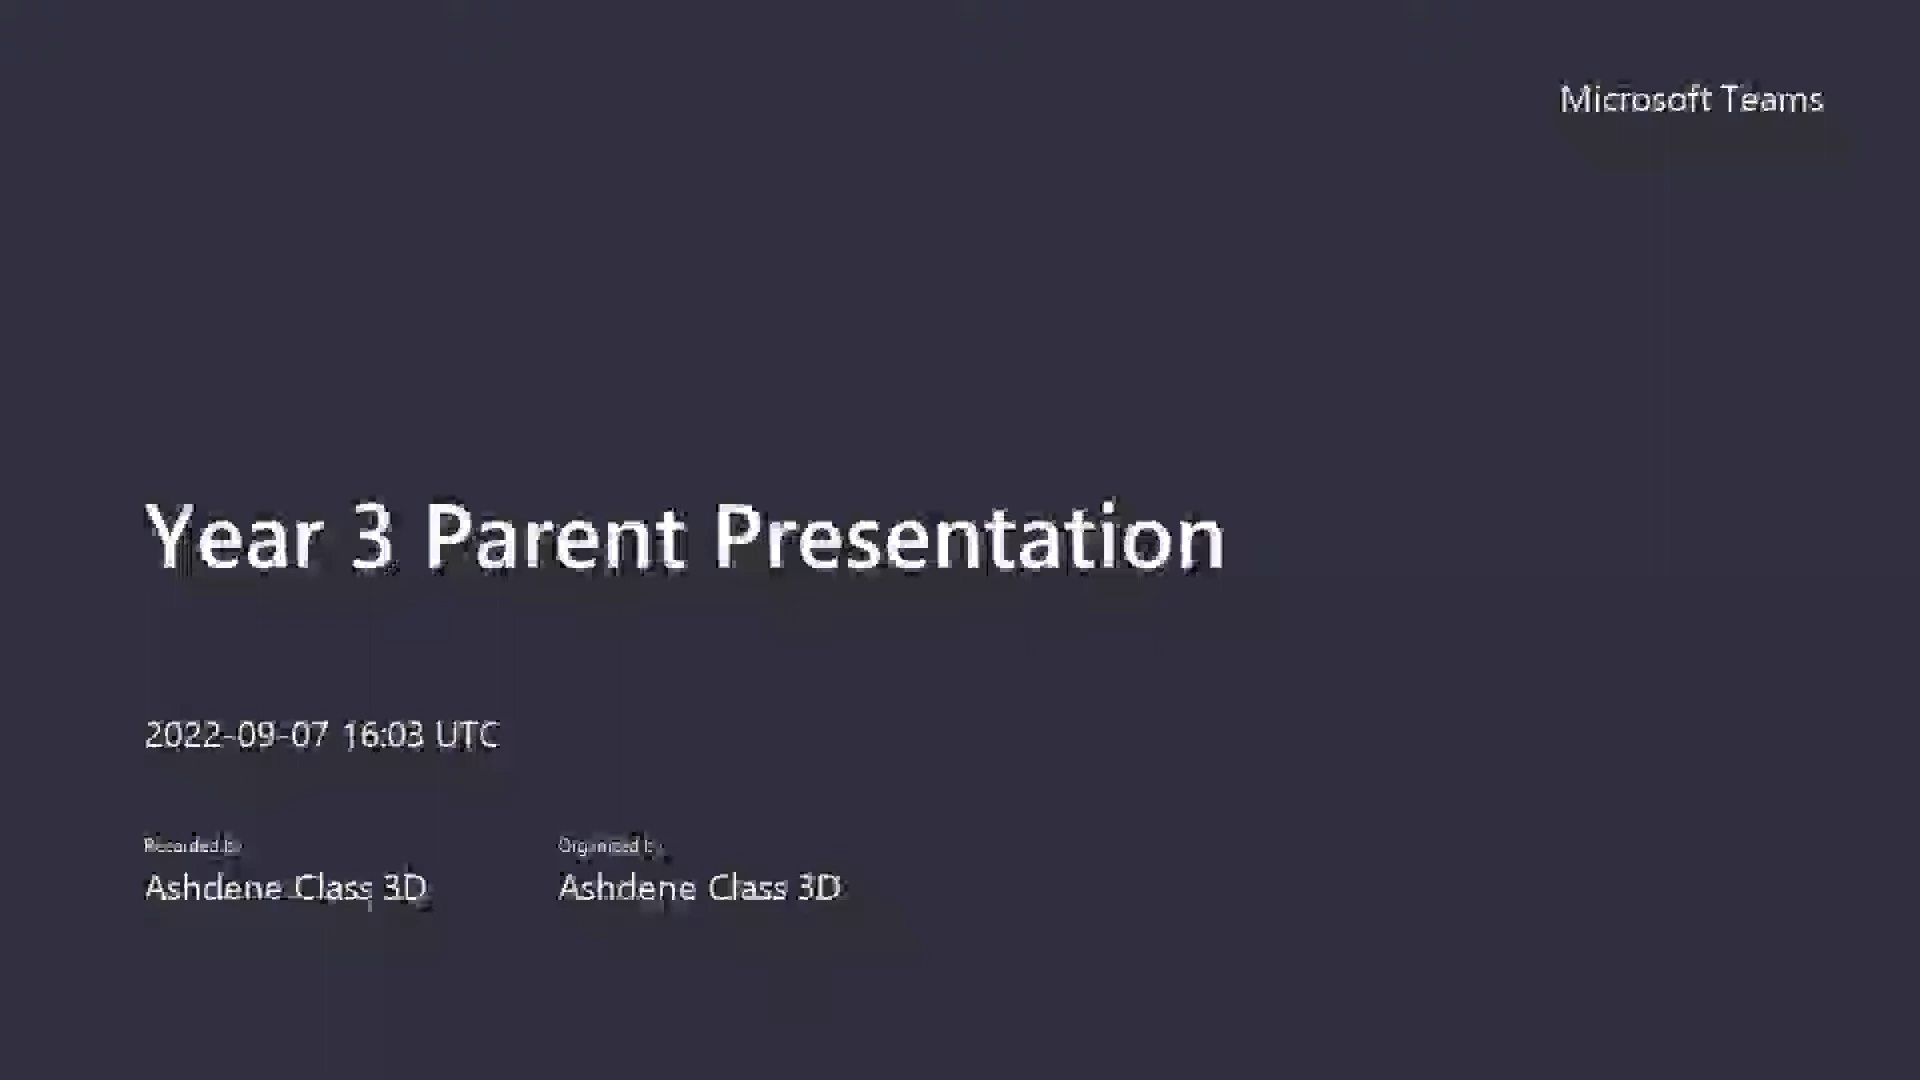 Microsoft Teams
Year 3 Parent Presentation
2022-09-07 16:03 UTC
Recorded by
Organized by
Ashdene Class 3D
Ashdene Class 3D